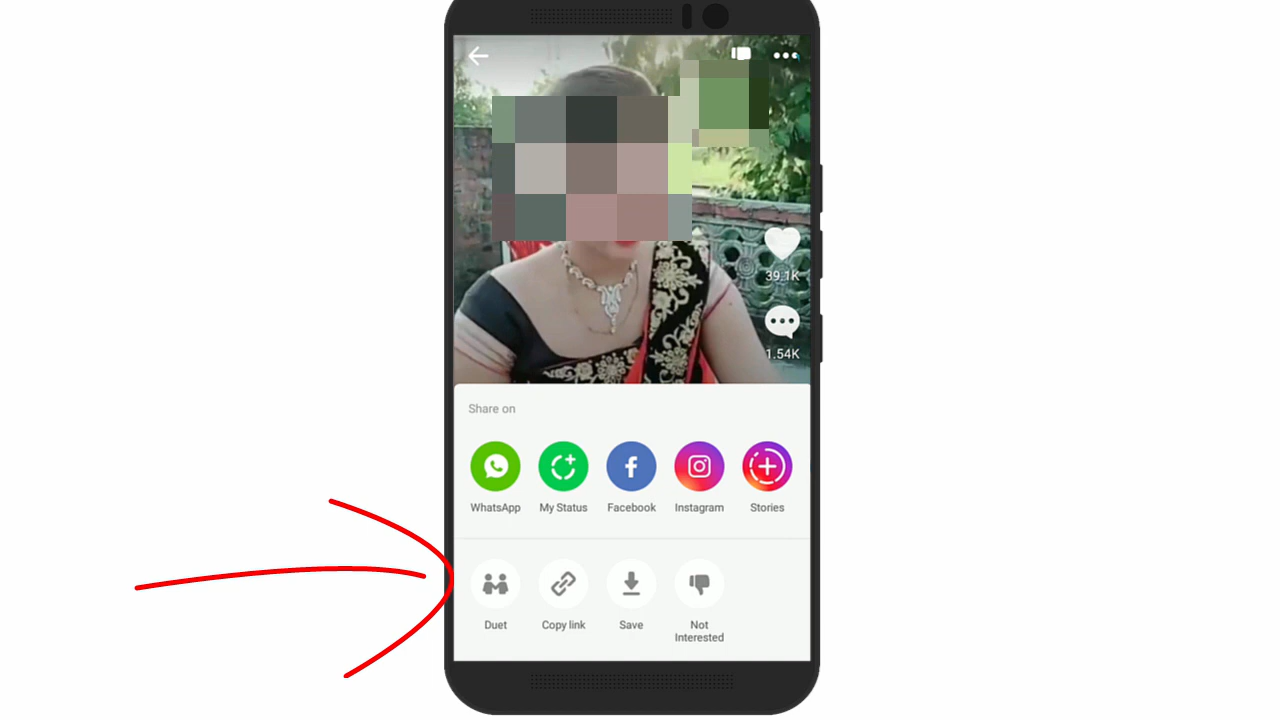 39.1K
1.54K
Share on
WhatsApp My Status Facebook Instagram Stories
Duet Copy link Save Not
Interested